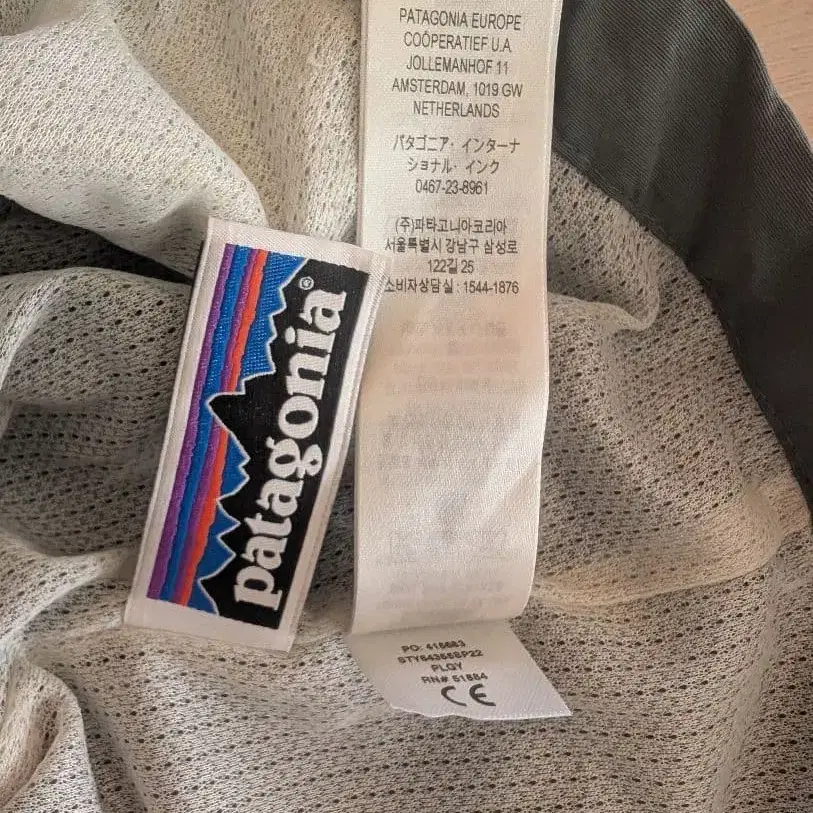 PATAGONIA EUROPE
COÖPERATIEF U.A
JOLLEMANHOF 11
AMSTERDAM, 1019 GW
NETHERLANDS
パタゴニア・インターナ
ショナル・インク
0467-23-8961
(주)파타고니아코리아
서울특별시 강남구 삼성로
122길 25
소비자상담실 : 1544-1876
patagonia®
PO: 416683
STY64366SP22
PLGY
RN# 51884
CE